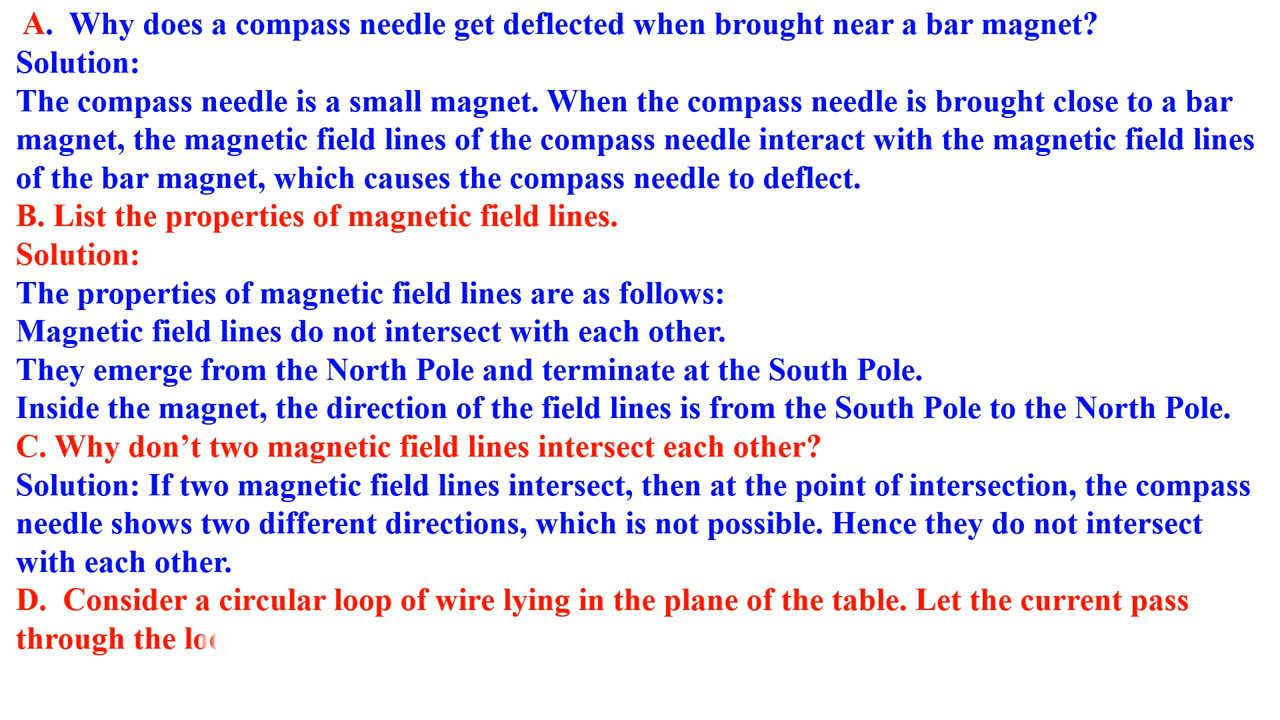 A. Why does a compass needle get deflected when brought near a bar magnet?
Solution:
The compass needle is a small magnet. When the compass needle is brought close to a bar
magnet, the magnetic field lines of the compass needle interact with the magnetic field lines
of the bar magnet, which causes the compass needle to deflect.
B. List the properties of magnetic field lines.
Solution:
The properties of magnetic field lines are as follows:
Magnetic field lines do not intersect with each other.
They emerge from the North Pole and terminate at the South Pole.
Inside the magnet, the direction of the field lines is from the South Pole to the North Pole.
C. Why don’t two magnetic field lines intersect each other?
Solution: If two magnetic field lines intersect, then at the point of intersection, the compass
needle shows two different directions, which is not possible. Hence they do not intersect
with each other.
D. Consider a circular loop of wire lying in the plane of the table. Let the current pass
through the